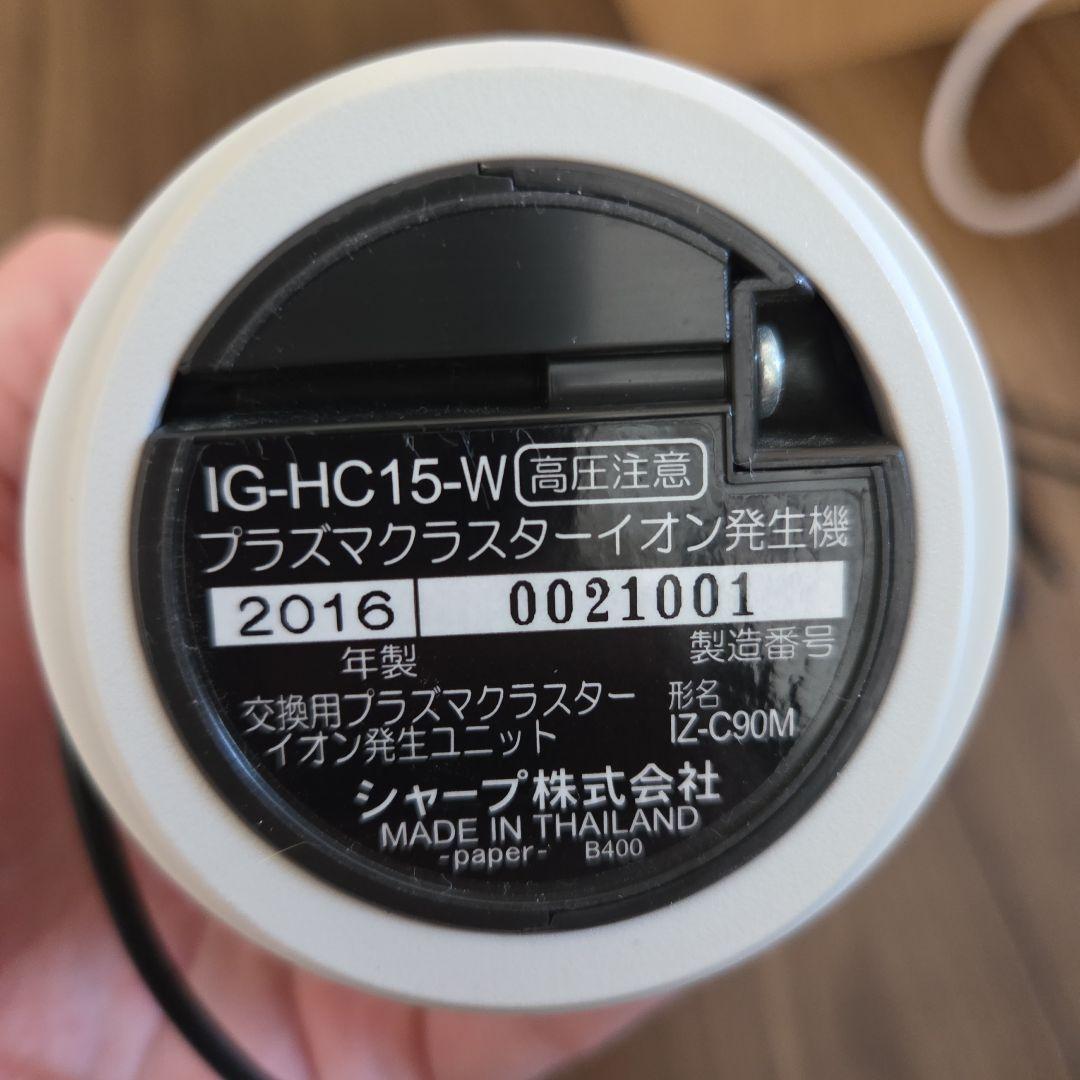 IG-HC15-W 高圧注意
プラズマクラスターイオン発生機
2016 0021001
年製 製造番号
交換用プラズマクラスター 形名
イオン発生ユニット IZ-C90M
シャープ株式会社
MADE IN THAILAND
-paper- B400